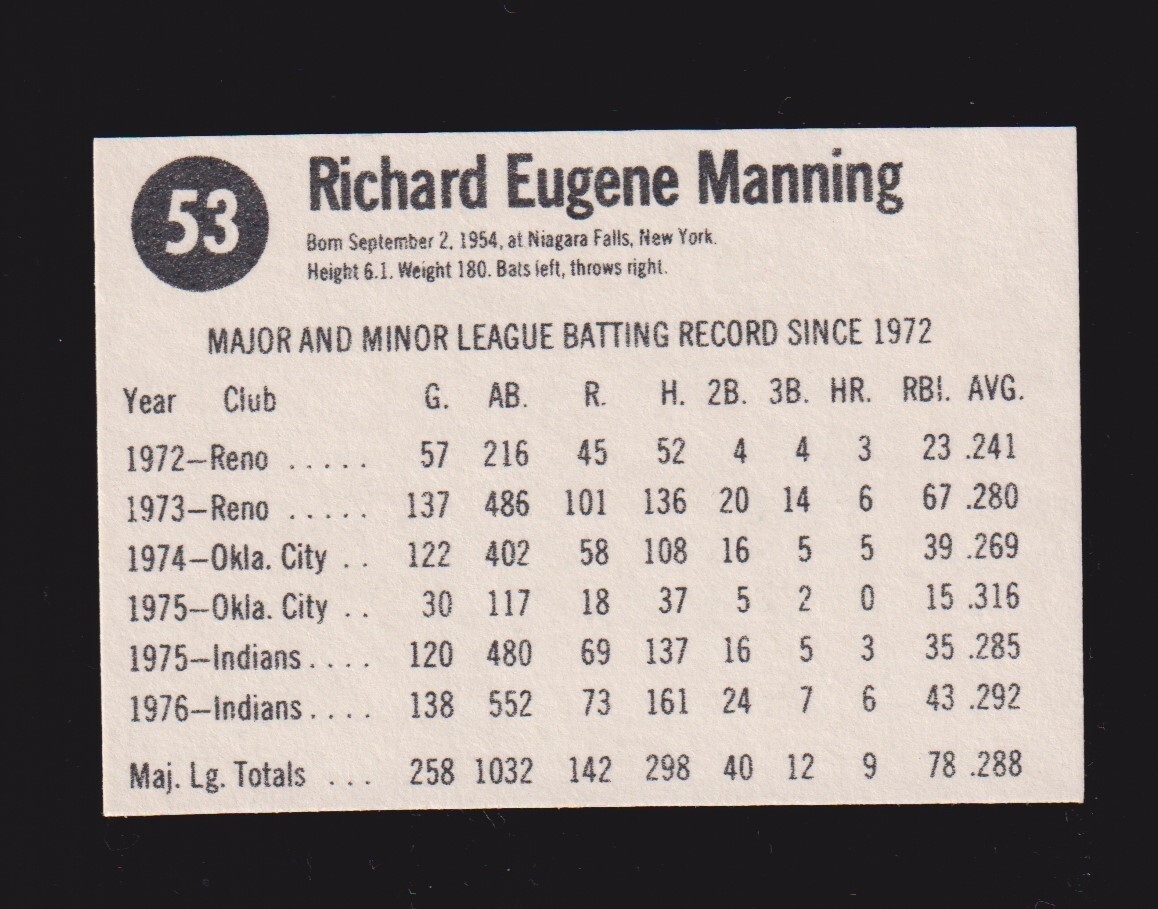 53
Richard Eugene Manning
Born September 2, 1954, at Niagara Falls, New York.
Height 6.1. Weight 180. Bats left, throws right.
MAJOR AND MINOR LEAGUE BATTING RECORD SINCE 1972
Year Club G. AB. R. H. 2B. 3B. HR. RBI. AVG.
1972—Reno ..... 57 216 45 52 4 4 3 23 .241
1973—Reno ..... 137 486 101 136 20 14 6 67 .280
1974—Okla. City .. 122 402 58 108 16 5 5 39 .269
1975—Okla. City .. 30 117 18 37 5 2 0 15 .316
1975—Indians.... 120 480 69 137 16 5 3 35 .285
1976—Indians.... 138 552 73 161 24 7 6 43 .292
Maj. Lg. Totals ... 258 1032 142 298 40 12 9 78 .288